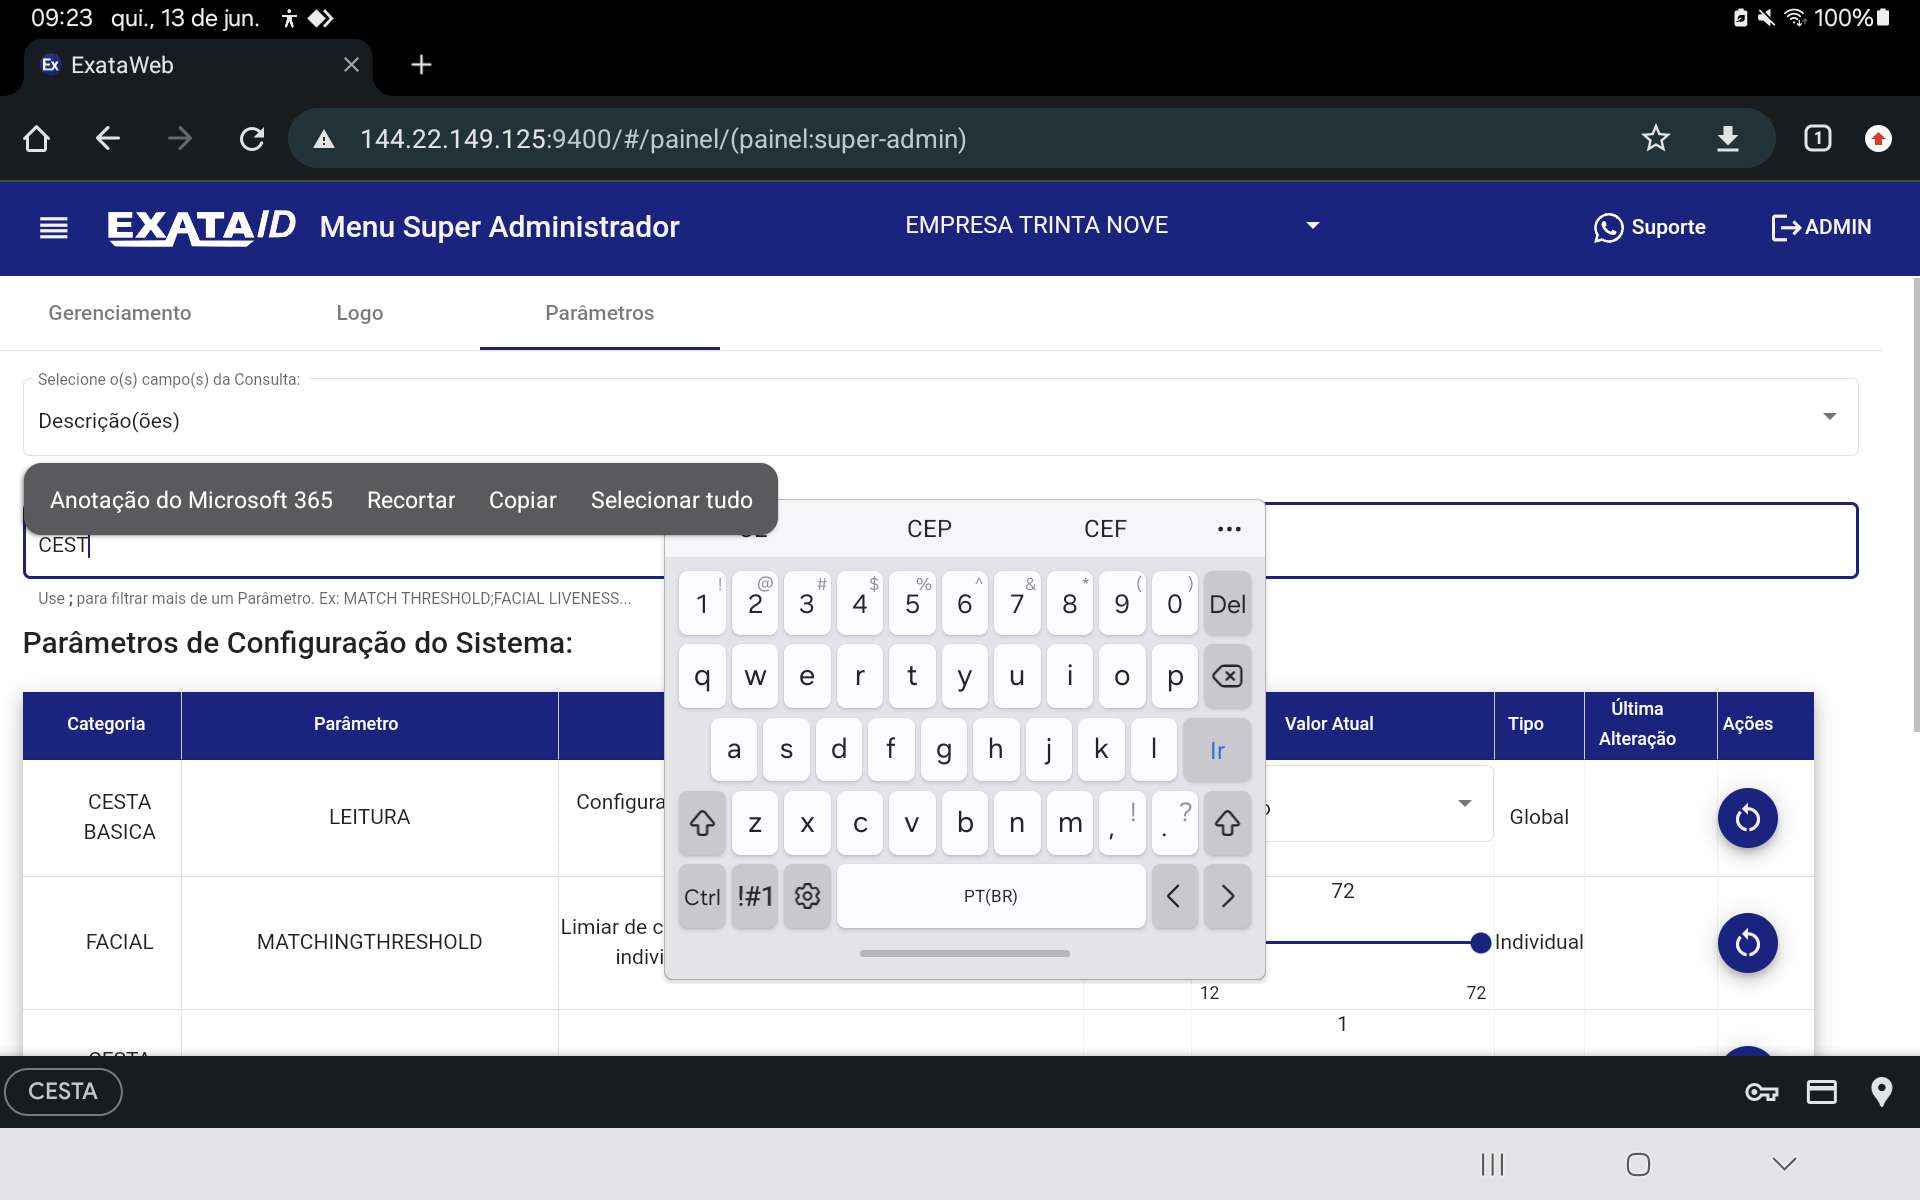 09:23 qui., 13 de jun. 100%
Ex ExataWeb
144.22.149.125:9400/#/painel/(painel:super-admin) 1
EXATA/D Menu Super Administrador EMPRESA TRINTA NOVE Suporte ADMIN
Gerenciamento Logo Parâmetros
Selecione o(s) campo(s) da Consulta:
Descrição(ões)
Anotação do Microsoft 365 Recortar Copiar Selecionar tudo
CEP CEF ...
CEST
Use ; para filtrar mais de um Parâmetro. Ex: MATCH THRESHOLD;FACIAL LIVENESS...
Parâmetros de Configuração do Sistema:
! @ # $ % ^ & * ( )
1 2 3 4 5 6 7 8 9 0 Del
q w e r t y u i o p
a s d f g h j k l Ir
z x c v b n m , ! . ?
Ctrl !#1 PT(BR) < >
Categoria Parâmetro Valor Atual Tipo Última Alteração Ações
CESTA BASICA LEITURA Configura Global
FACIAL MATCHINGTHRESHOLD Limiar de c indivi 72 12 72 Individual
1
CESTA